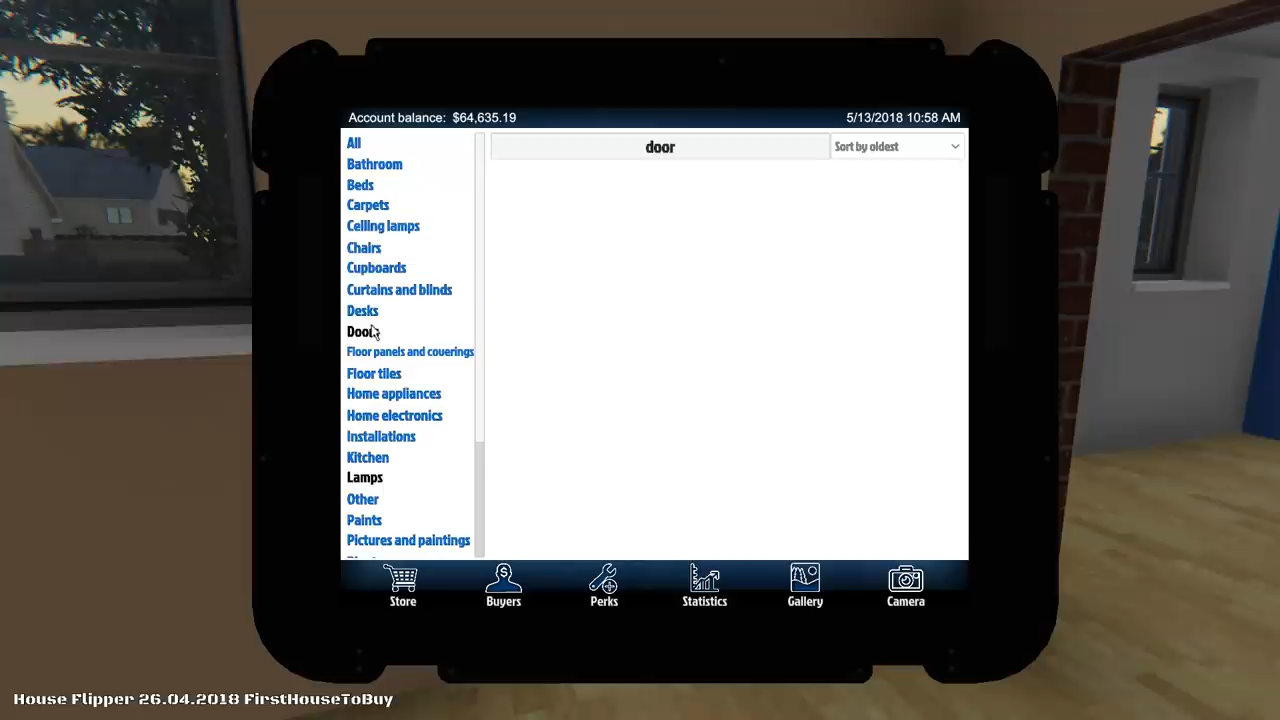 Account balance: $64,635.19
5/13/2018 10:58 AM
All
Bathroom
Beds
Carpets
Ceiling lamps
Chairs
Cupboards
Curtains and blinds
Desks
Door
Floor panels and coverings
Floor tiles
Home appliances
Home electronics
Installations
Kitchen
Lamps
Other
Paints
Pictures and paintings
door
Sort by oldest
Store
Buyers
Perks
Statistics
Gallery
Camera
House Flipper 26.04.2018 FirstHouseToBuy